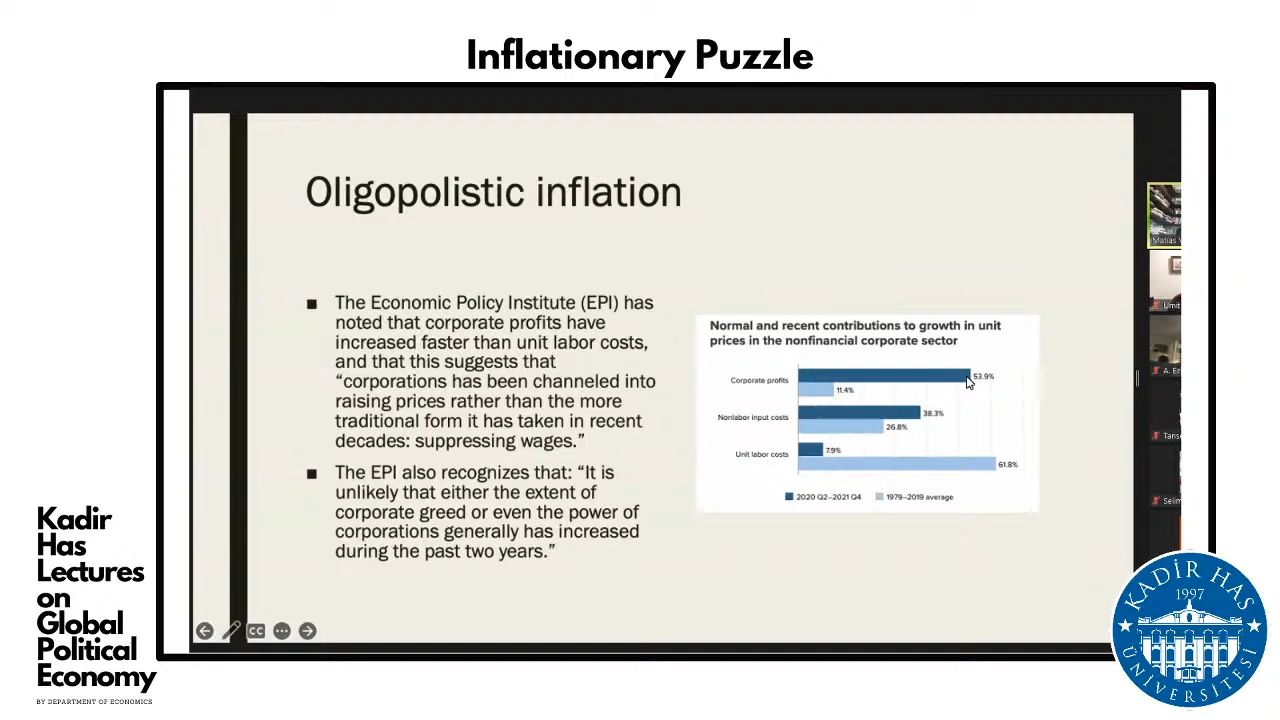 Inflationary Puzzle
Oligopolistic inflation
■ The Economic Policy Institute (EPI) has
noted that corporate profits have
increased faster than unit labor costs,
and that this suggests that
“corporations has been channeled into
raising prices rather than the more
traditional form it has taken in recent
decades: suppressing wages.”
■ The EPI also recognizes that: “It is
unlikely that either the extent of
corporate greed or even the power of
corporations generally has increased
during the past two years.”
Normal and recent contributions to growth in unit
prices in the nonfinancial corporate sector
Corporate profits
53.9%
11.4%
Nonlabor input costs
38.3%
26.8%
Unit labor costs
7.9%
61.8%
2020 Q2–2021 Q4
1979–2019 average
Matías
Umit
A. Er
Tans
Selim
CC
Kadir
Has
Lectures
on
Global
Political
Economy
BY DEPARTMENT OF ECONOMICS
KADİR HAS
1997
ÜNİVERSİTESİ